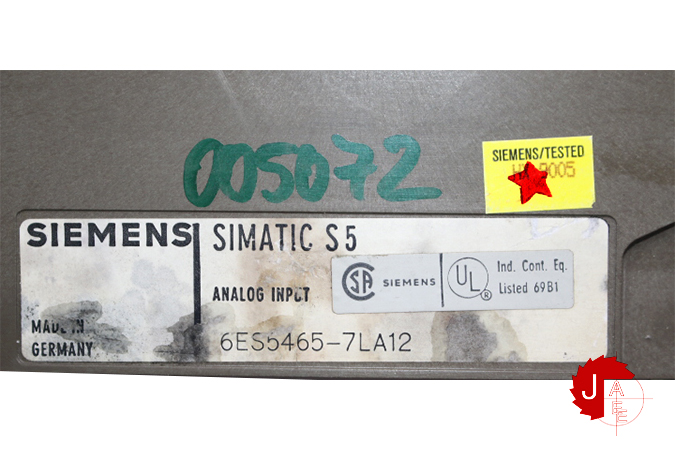 005072
SIEMENS/TESTED
SIEMENS
SIMATIC S5
ANALOG INPUT
CSA SIEMENS
UL
®
Ind. Cont. Eq.
Listed 69B1
MADE IN
GERMANY
6ES5465-7LA12
J
A
E
E